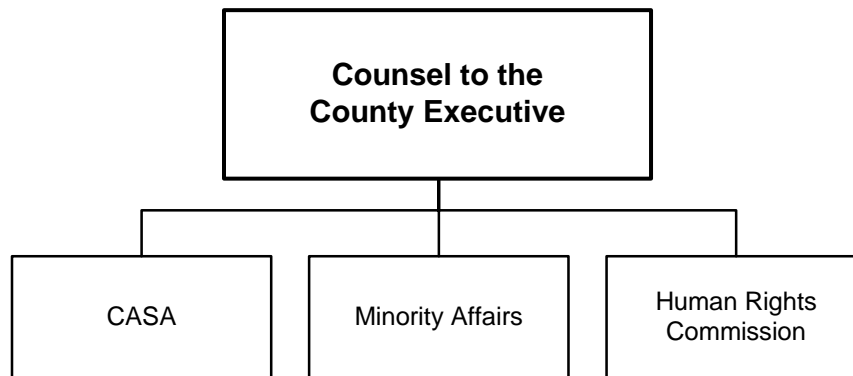 Counsel to the
County Executive
CASA
Minority Affairs
Human Rights
Commission